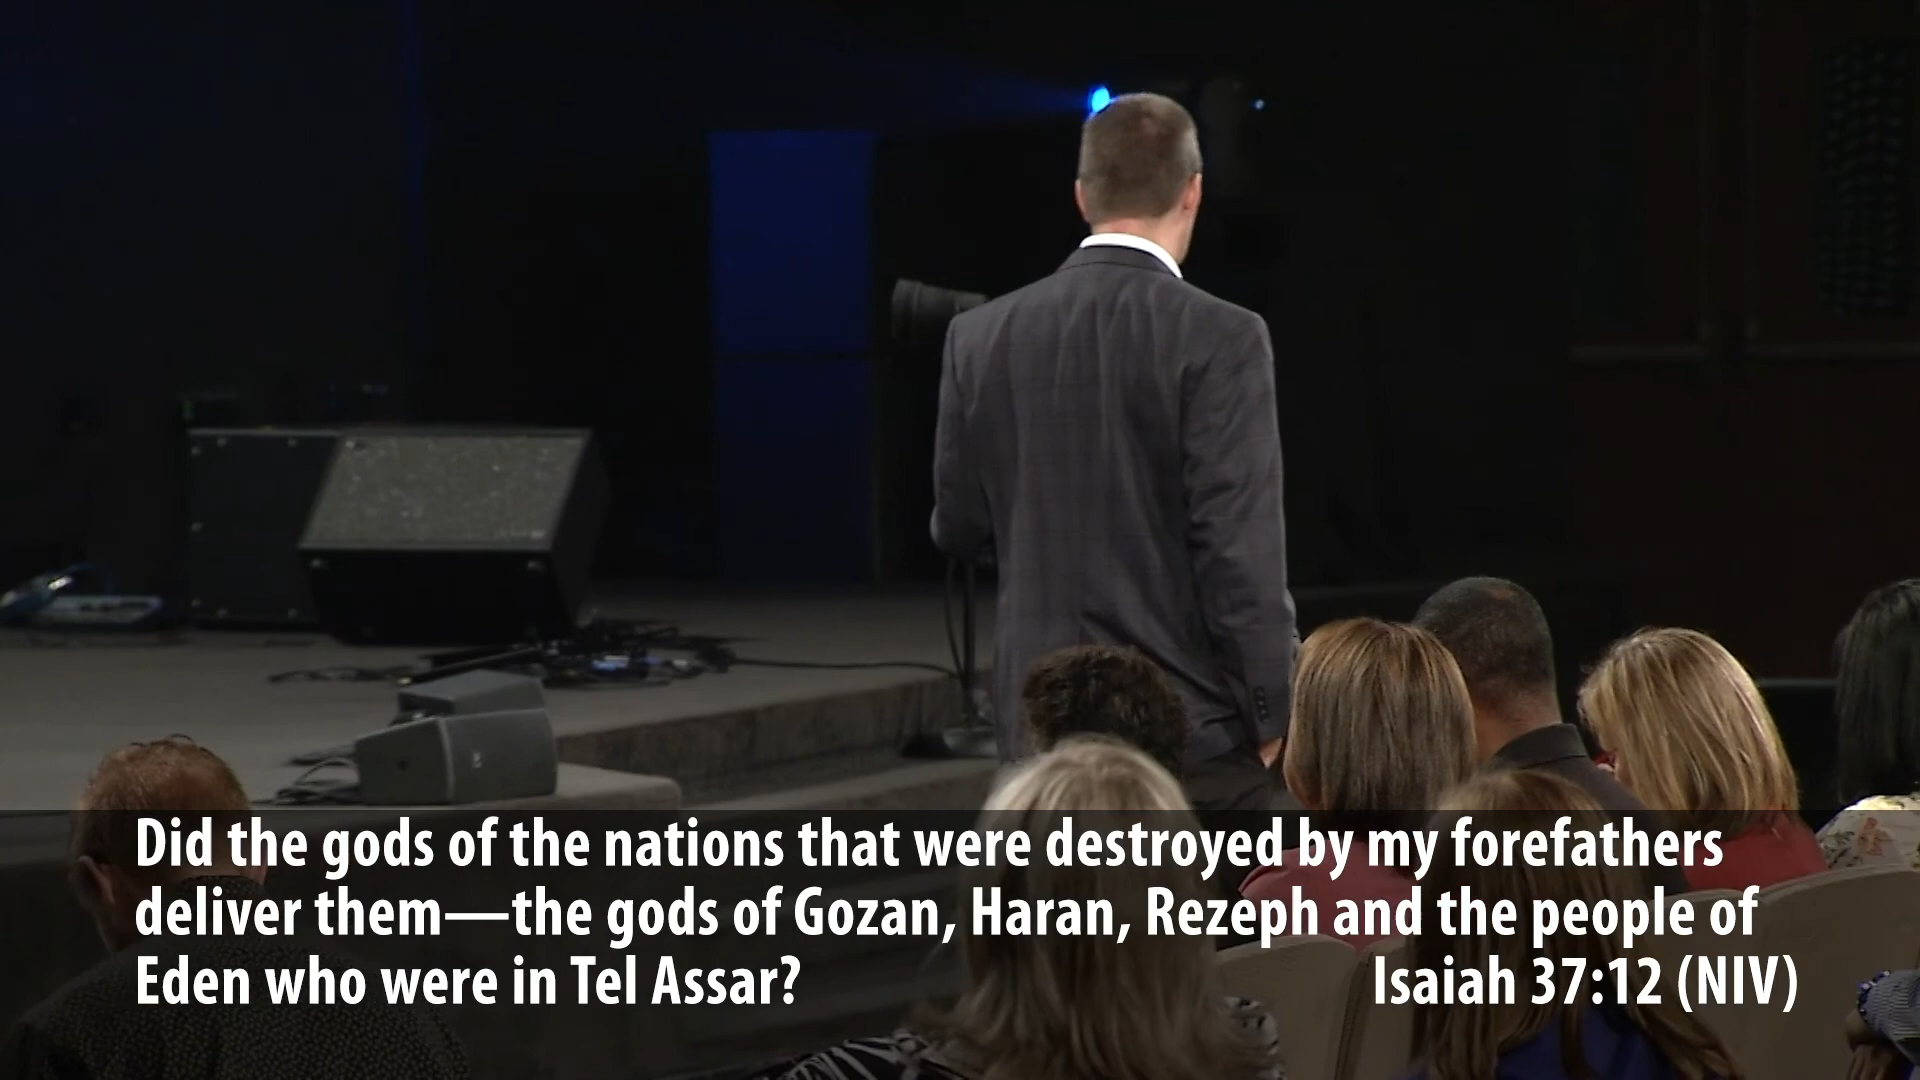 Did the gods of the nations that were destroyed by my forefathers
deliver them—the gods of Gozan, Haran, Rezeph and the people of
Eden who were in Tel Assar? Isaiah 37:12 (NIV)